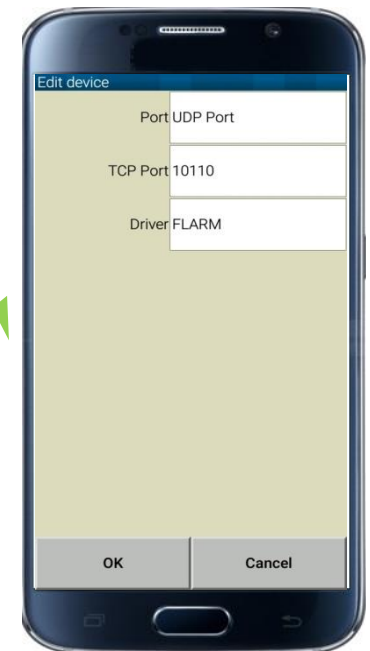 Edit device
Port UDP Port
TCP Port 10110
Driver FLARM
OK Cancel